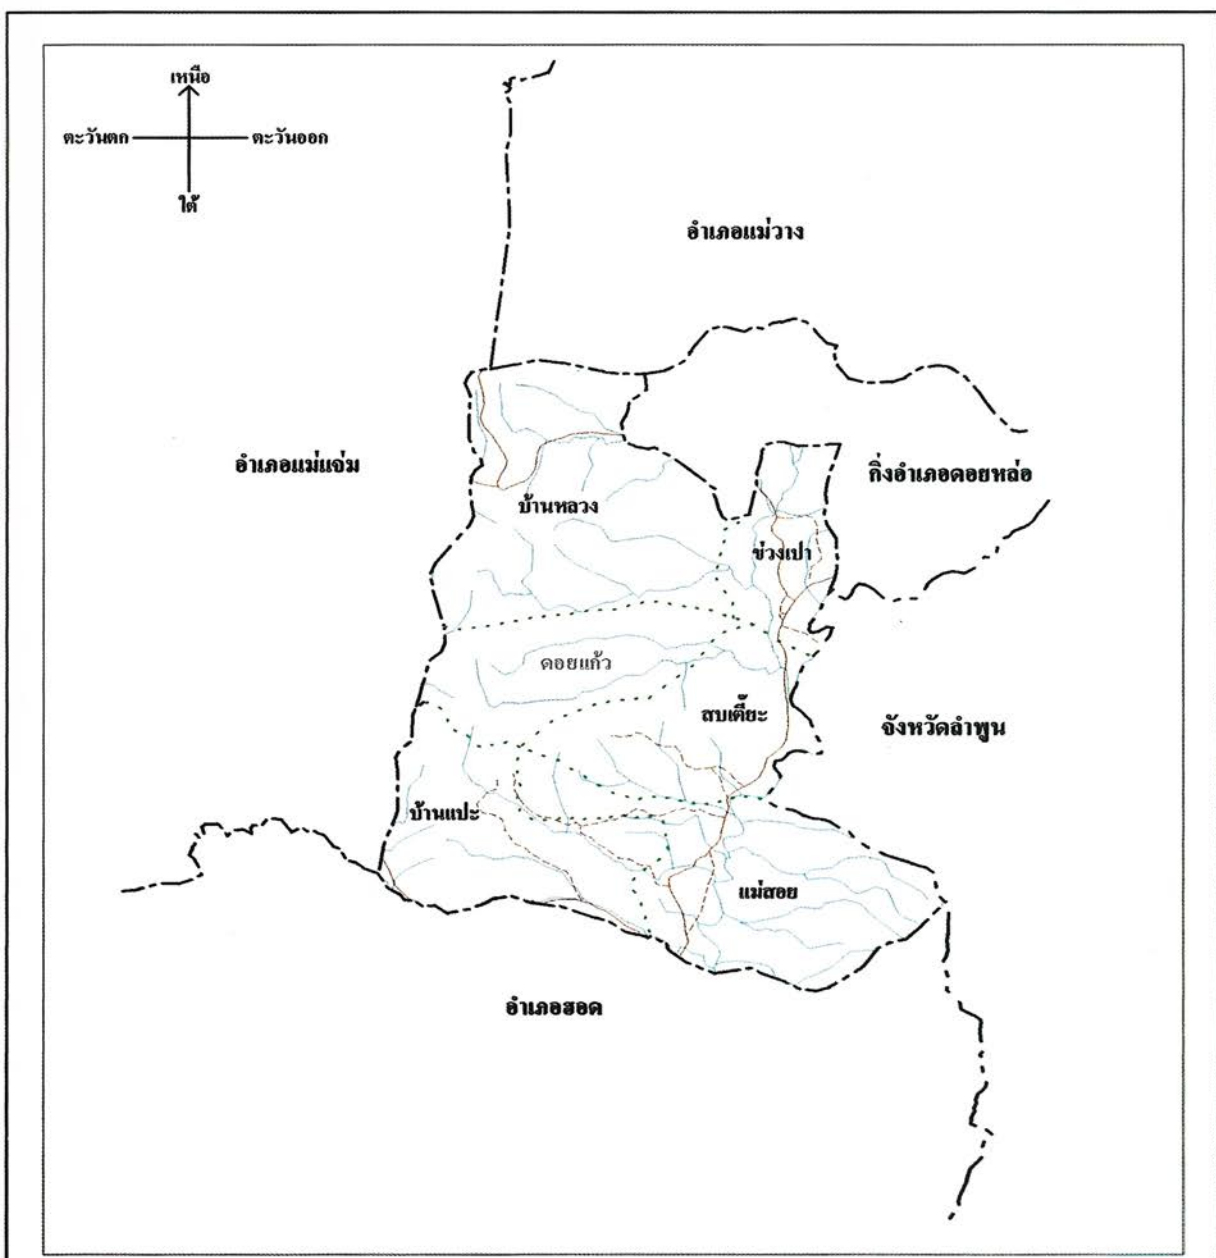 เหนือ
ตะวันตก
ตะวันออก
ใต้
อำเภอแม่วาง
อำเภอแม่แจ่ม
กิ่งอำเภอดอยหล่อ
บ้านหลวง
ข่วงเปา
ดอยแก้ว
สบเตี๊ยะ
จังหวัดลำพูน
บ้านแปะ
แม่สอย
อำเภอฮอด